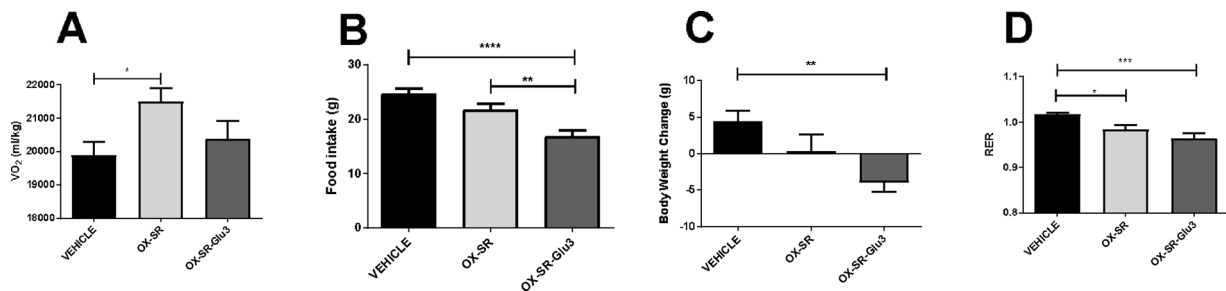 A
VO2 (ml/kg)
22000
21000
20000
19000
18000
*
VEHICLE
OX-SR
OX-SR-Glu3
B
Food intake (g)
30
20
10
0
****
**
VEHICLE
OX-SR
OX-SR-Glu3
C
Body Weight Change (g)
10
5
0
-5
-10
**
VEHICLE
OX-SR
OX-SR-Glu3
D
RER
1.1
1.0
0.9
0.8
***
*
VEHICLE
OX-SR
OX-SR-Glu3